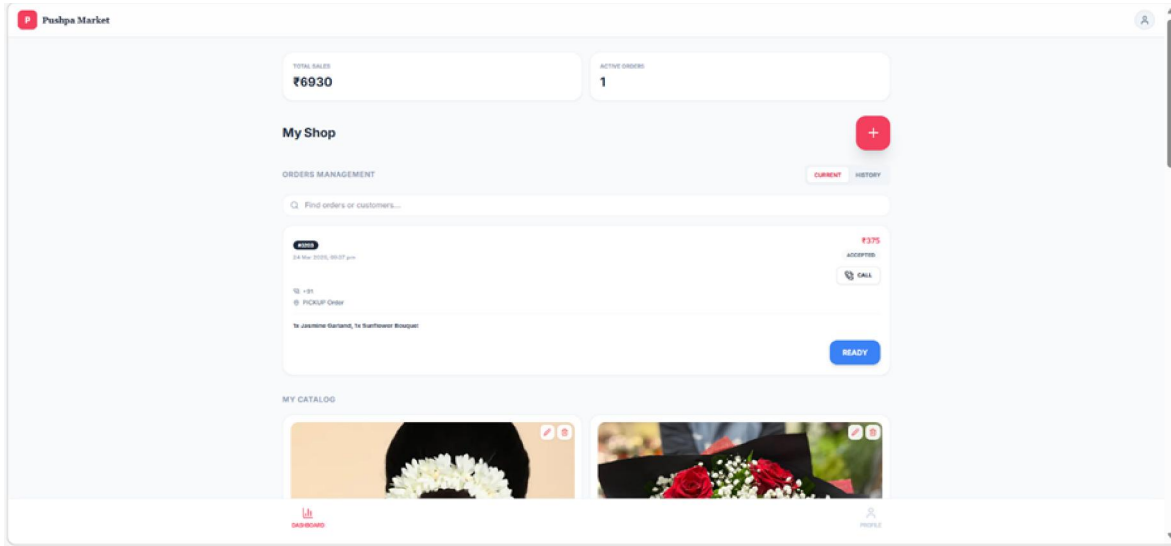 P Pushpa Market
TOTAL SALES
₹6930
ACTIVE ORDERS
1
My Shop
+
ORDERS MANAGEMENT
CURRENT HISTORY
Find orders or customers...
₹375
ACCEPTED
CALL
+91
PICKUP Order
1x Jasmine Garland, 1x Sunflower Bouquet
READY
MY CATALOG
DASHBOARD
PROFILE